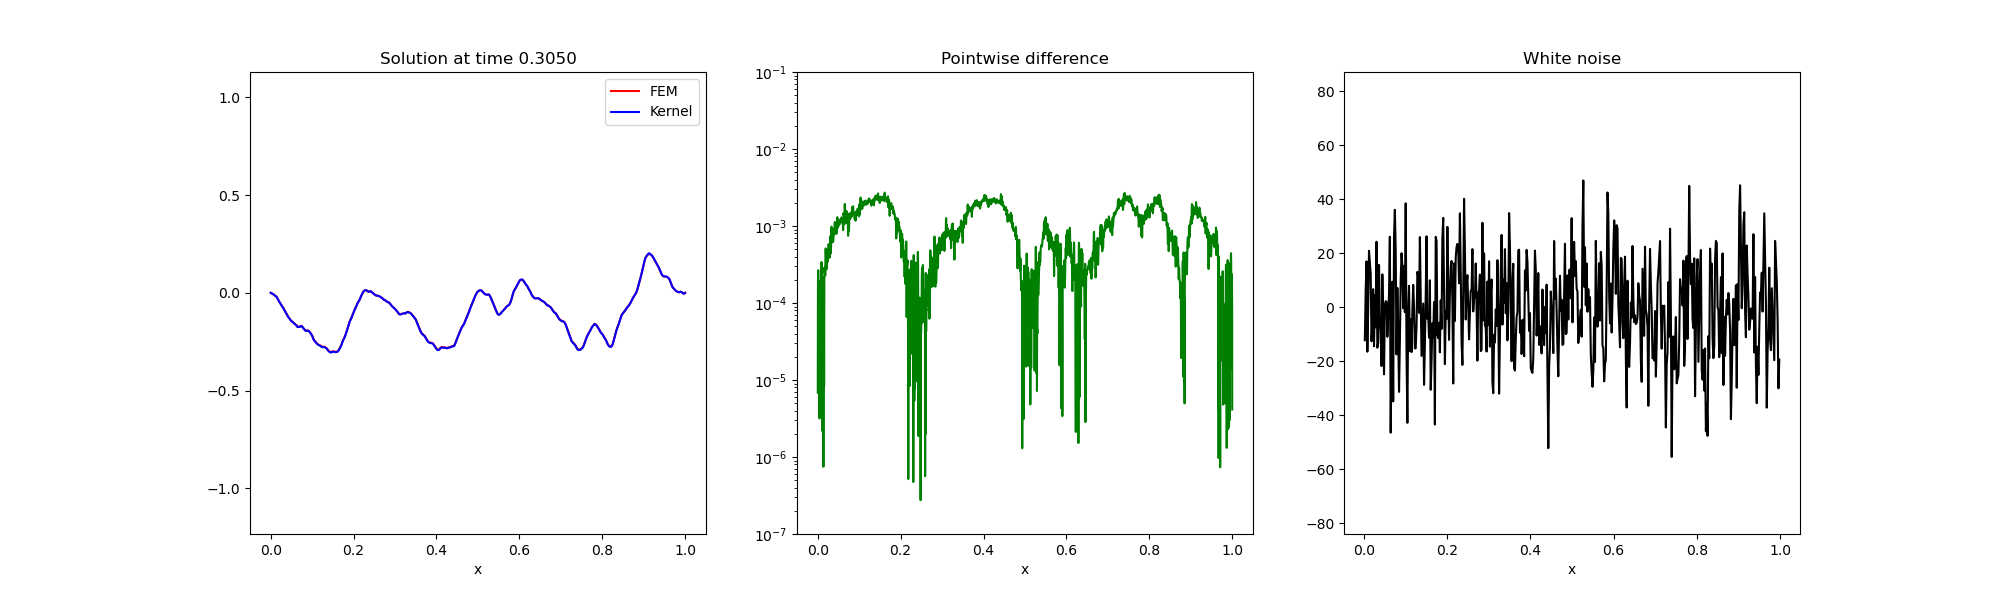 Solution at time 0.3050
FEM
Kernel
1.0
0.5
0.0
−0.5
−1.0
0.0 0.2 0.4 0.6 0.8 1.0
x
Pointwise difference
10⁻¹
10⁻²
10⁻³
10⁻⁴
10⁻⁵
10⁻⁶
10⁻⁷
0.0 0.2 0.4 0.6 0.8 1.0
x
White noise
80
60
40
20
0
−20
−40
−60
−80
0.0 0.2 0.4 0.6 0.8 1.0
x